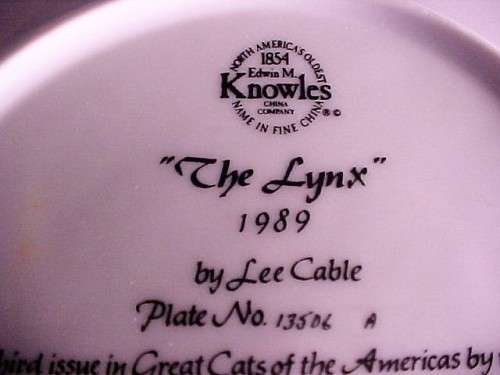 NORTH AMERICA'S OLDEST
1854
Edwin M.
Knowles
CHINA
COMPANY
NAME IN FINE CHINA
®©
"The Lynx"
1989
by Lee Cable
Plate No. 13506 A
hird issue in Great Cats of the Americas by